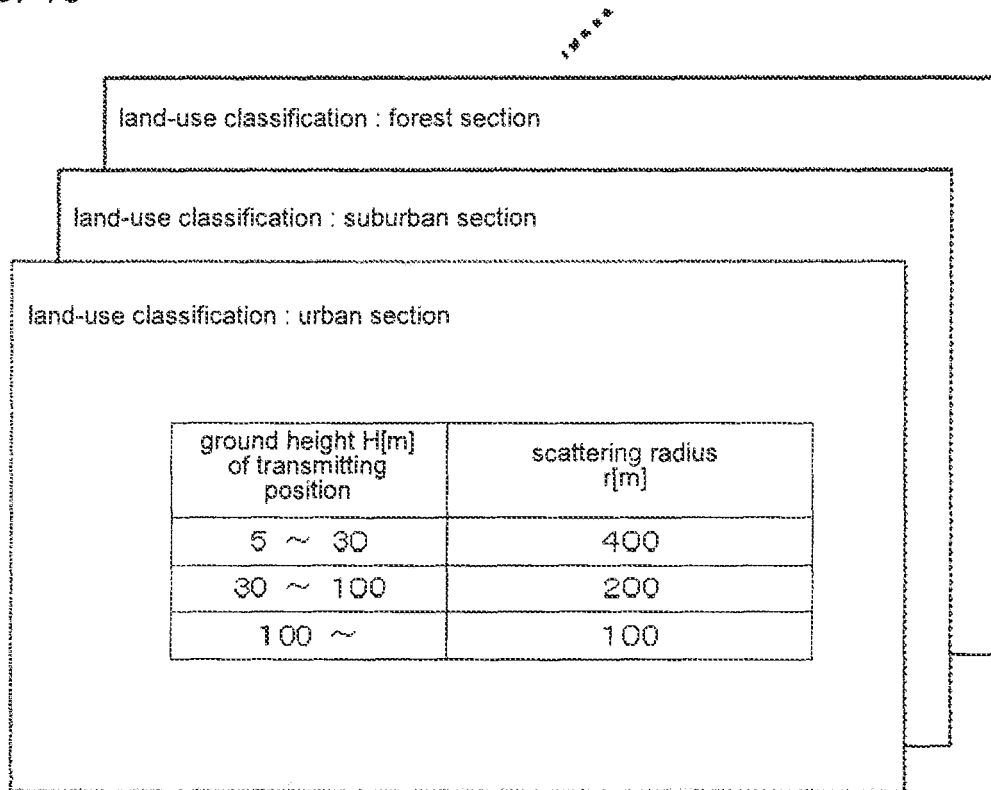 land-use classification : forest section
land-use classification : suburban section
land-use classification : urban section
ground height H[m]
of transmitting
position
scattering radius
r[m]
5 ~ 30
400
30 ~ 100
200
100 ~
100